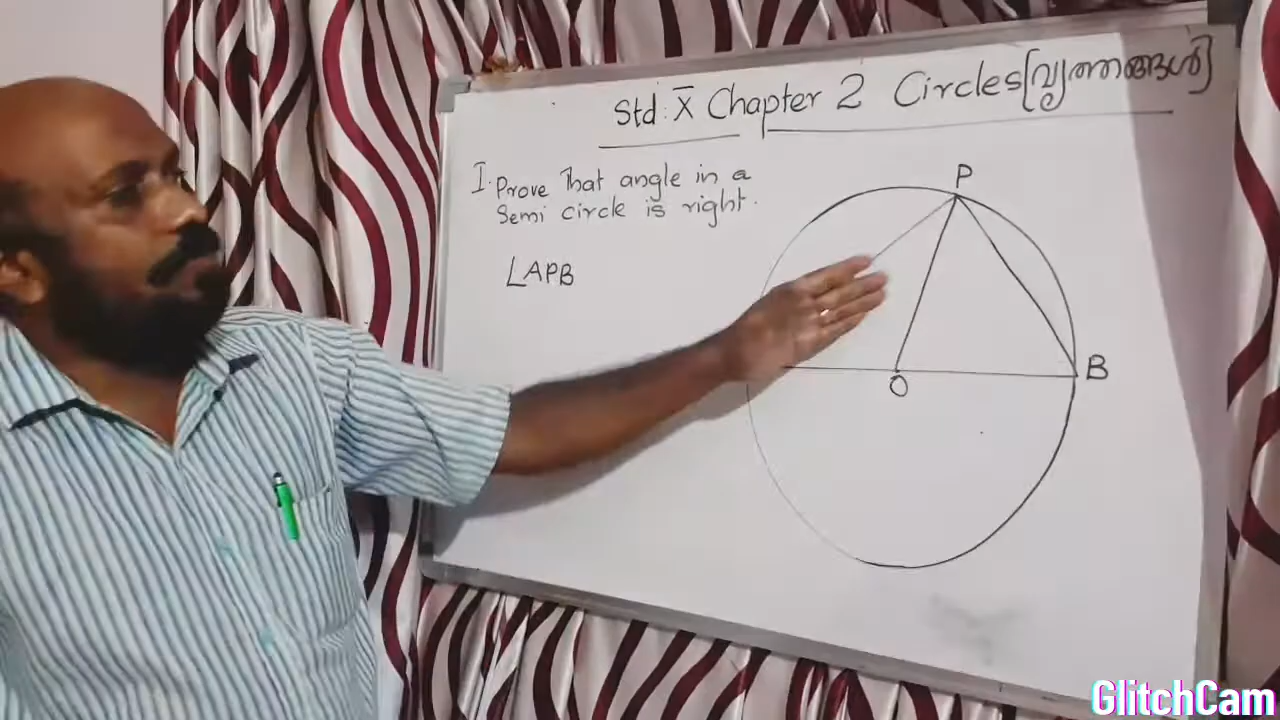 Std: X Chapter 2 Circles [വൃത്തങ്ങൾ]
I. Prove That angle in a
Semi circle is right.
∟APB
P
O
B
GlitchCam